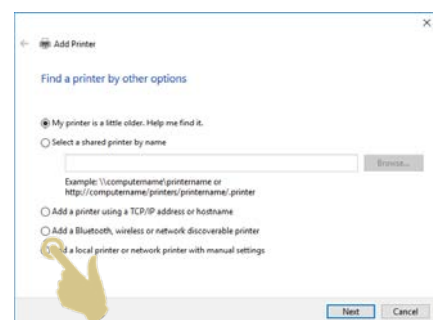 Add Printer
Find a printer by other options
My printer is a little older. Help me find it.
Select a shared printer by name
Browse...
Example: \\computername\printername or
http://computername/printers/printername/.printer
Add a printer using a TCP/IP address or hostname
Add a Bluetooth, wireless or network discoverable printer
a local printer or network printer with manual settings
Next Cancel